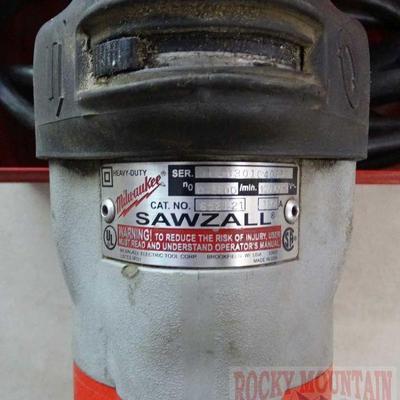 HEAVY-DUTY
Milwaukee
SER.
n0 /min.
CAT. NO. A
SAWZALL®
WARNING! TO REDUCE THE RISK OF INJURY, USER
MUST READ AND UNDERSTAND OPERATOR'S MANUAL.
MILWAUKEE ELECTRIC TOOL CORP. BROOKFIELD, WI USA
MADE IN USA
ROCKY MOUNTAIN